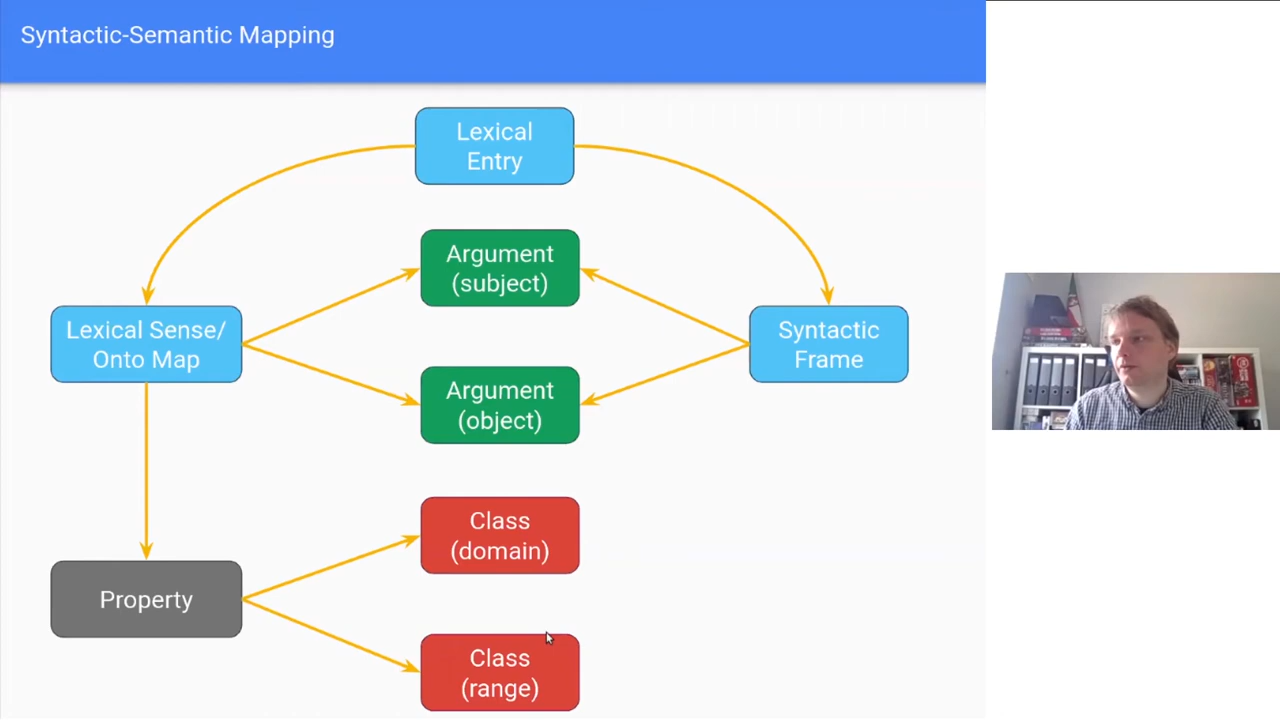 Syntactic-Semantic Mapping
Lexical
Entry
Argument
(subject)
Lexical Sense/
Onto Map
Syntactic
Frame
Argument
(object)
Class
(domain)
Property
Class
(range)